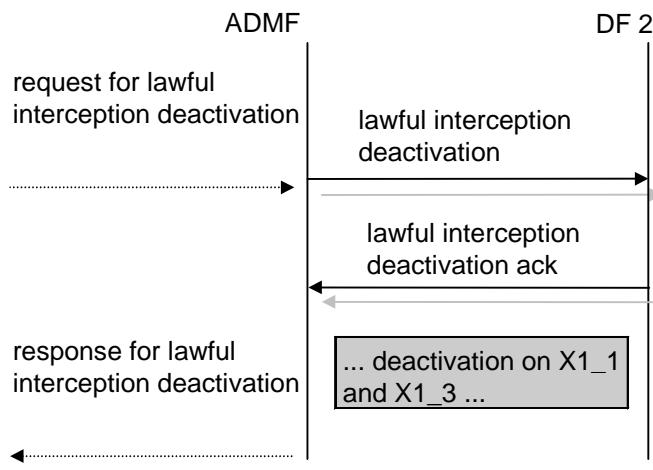 ADMF
DF 2
request for lawful
interception deactivation
lawful interception
deactivation
lawful interception
deactivation ack
response for lawful
interception deactivation
... deactivation on X1_1
and X1_3 ...